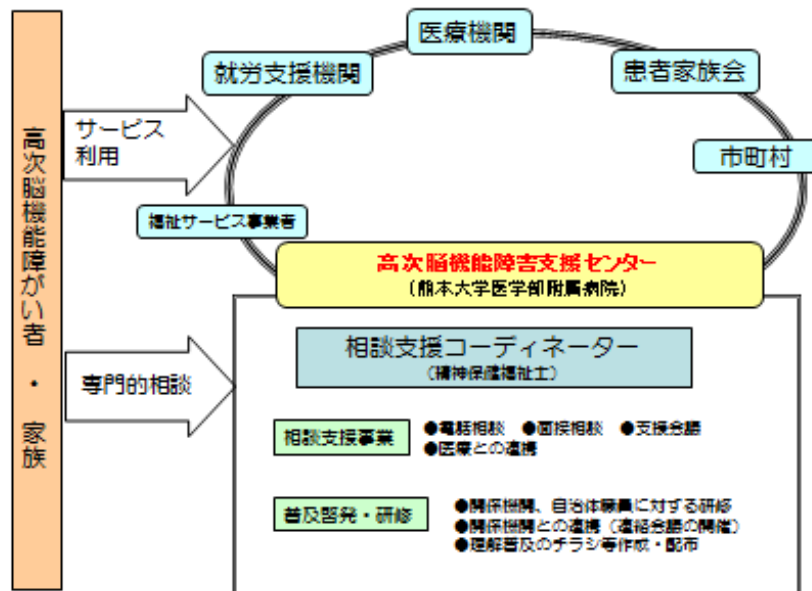 高次脳機能障がい者・家族
サービス
利用
専門的相談
医療機関
就労支援機関
患者家族会
市町村
福祉サービス事業者
高次脳機能障害支援センター
(熊本大学医学部附属病院)
相談支援コーディネーター
(精神保健福祉士)
相談支援事業
●電話相談 ●面接相談 ●支援会議
●医療との連携
普及啓発・研修
●関係機関、自治体職員に対する研修
●関係機関との連携(連絡会議の開催)
●理解普及のチラシ等作成・配布